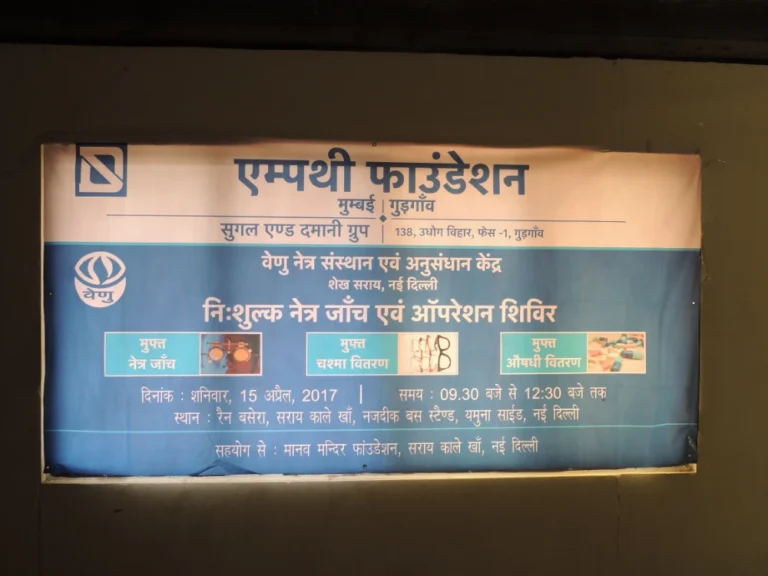 एम्पथी फाउंडेशन
मुम्बई | गुड़गाँव
सुगल एण्ड दमानी ग्रुप | 138, उधोग विहार, फेस -1, गुड़गाँव
वेणु
वेणु नेत्र संस्थान एवं अनुसंधान केंद्र
शेख सराय, नई दिल्ली
नि:शुल्क नेत्र जाँच एवं ऑपरेशन शिविर
मुफ्त नेत्र जाँच
मुफ्त चश्मा वितरण
मुफ्त औषधी वितरण
दिनांक : शनिवार, 15 अप्रैल, 2017 | समय : 09.30 बजे से 12:30 बजे तक
स्थान : रैन बसेरा, सराय काले खाँ, नजदीक बस स्टैण्ड, यमुना साईड, नई दिल्ली
सहयोग से : मानव मन्दिर फांउडेशन, सराय काले खाँ, नई दिल्ली